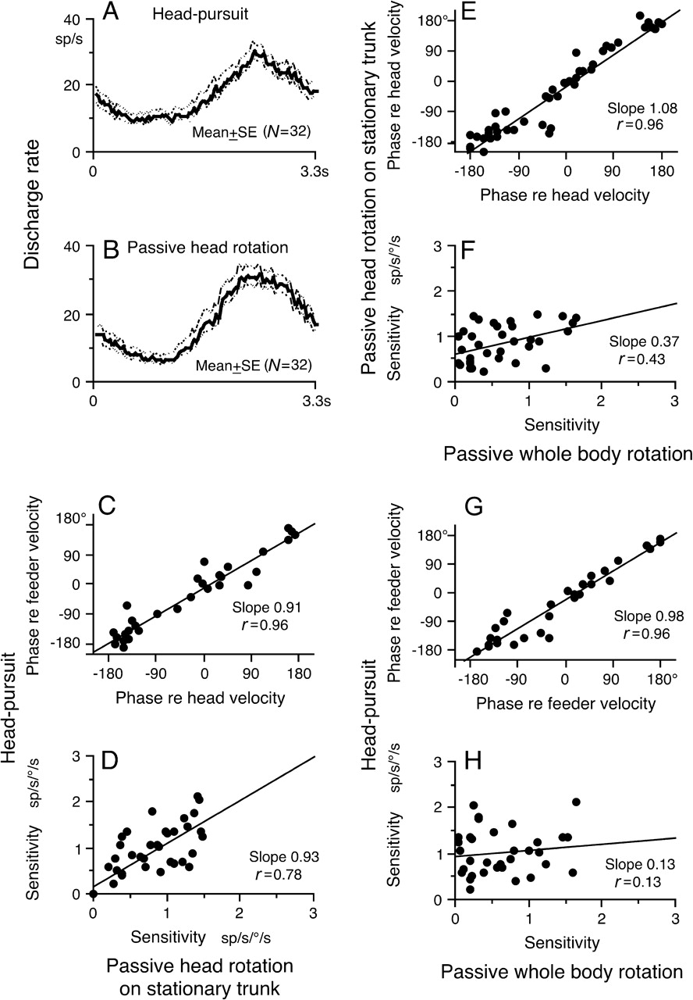 A
Head-pursuit
40
sp/s
20
0
Mean±SE (N=32)
0
3.3s
Discharge rate
B
Passive head rotation
40
20
0
Mean±SE (N=32)
0
3.3s
E
Passive head rotation on stationary trunk
Phase re head velocity
180°
90
0
-90
-180
Slope 1.08
r=0.96
-180
-90
0
90
180
Phase re head velocity
F
Sensitivity sp/s/°/s
3
2
1
0
Slope 0.37
r=0.43
0
1
2
3
Sensitivity
Passive whole body rotation
C
Head-pursuit
Phase re feeder velocity
180°
90
0
-90
-180
Slope 0.91
r=0.96
-180
-90
0
90
180
Phase re head velocity
D
Sensitivity sp/s/°/s
3
2
1
0
Slope 0.93
r=0.78
0
1
2
3
Sensitivity sp/s/°/s
Passive head rotation
on stationary trunk
G
Head-pursuit
Phase re feeder velocity
180°
90
0
-90
-180
Slope 0.98
r=0.96
-180
-90
0
90
180°
Phase re feeder velocity
H
Sensitivity sp/s/°/s
3
2
1
0
Slope 0.13
r=0.13
0
1
2
3
Sensitivity
Passive whole body rotation